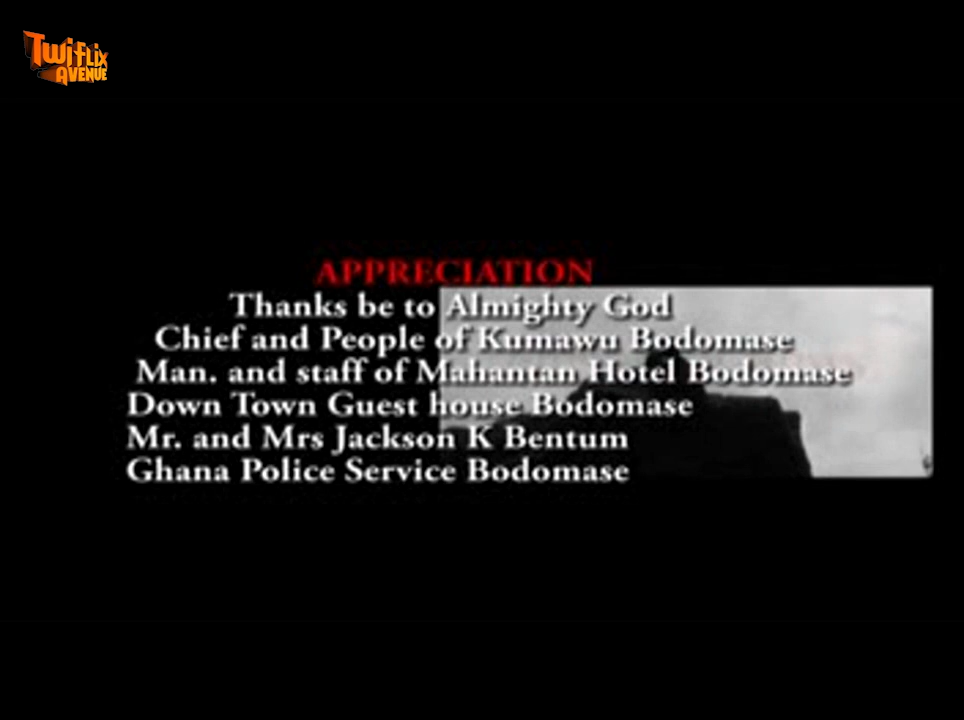 Twiflix
AVENUE
APPRECIATION
Thanks be to Almighty God
Chief and People of Kumawu Bodomase
Man. and staff of Mahantan Hotel Bodomase
Down Town Guest house Bodomase
Mr. and Mrs Jackson K Bentum
Ghana Police Service Bodomase